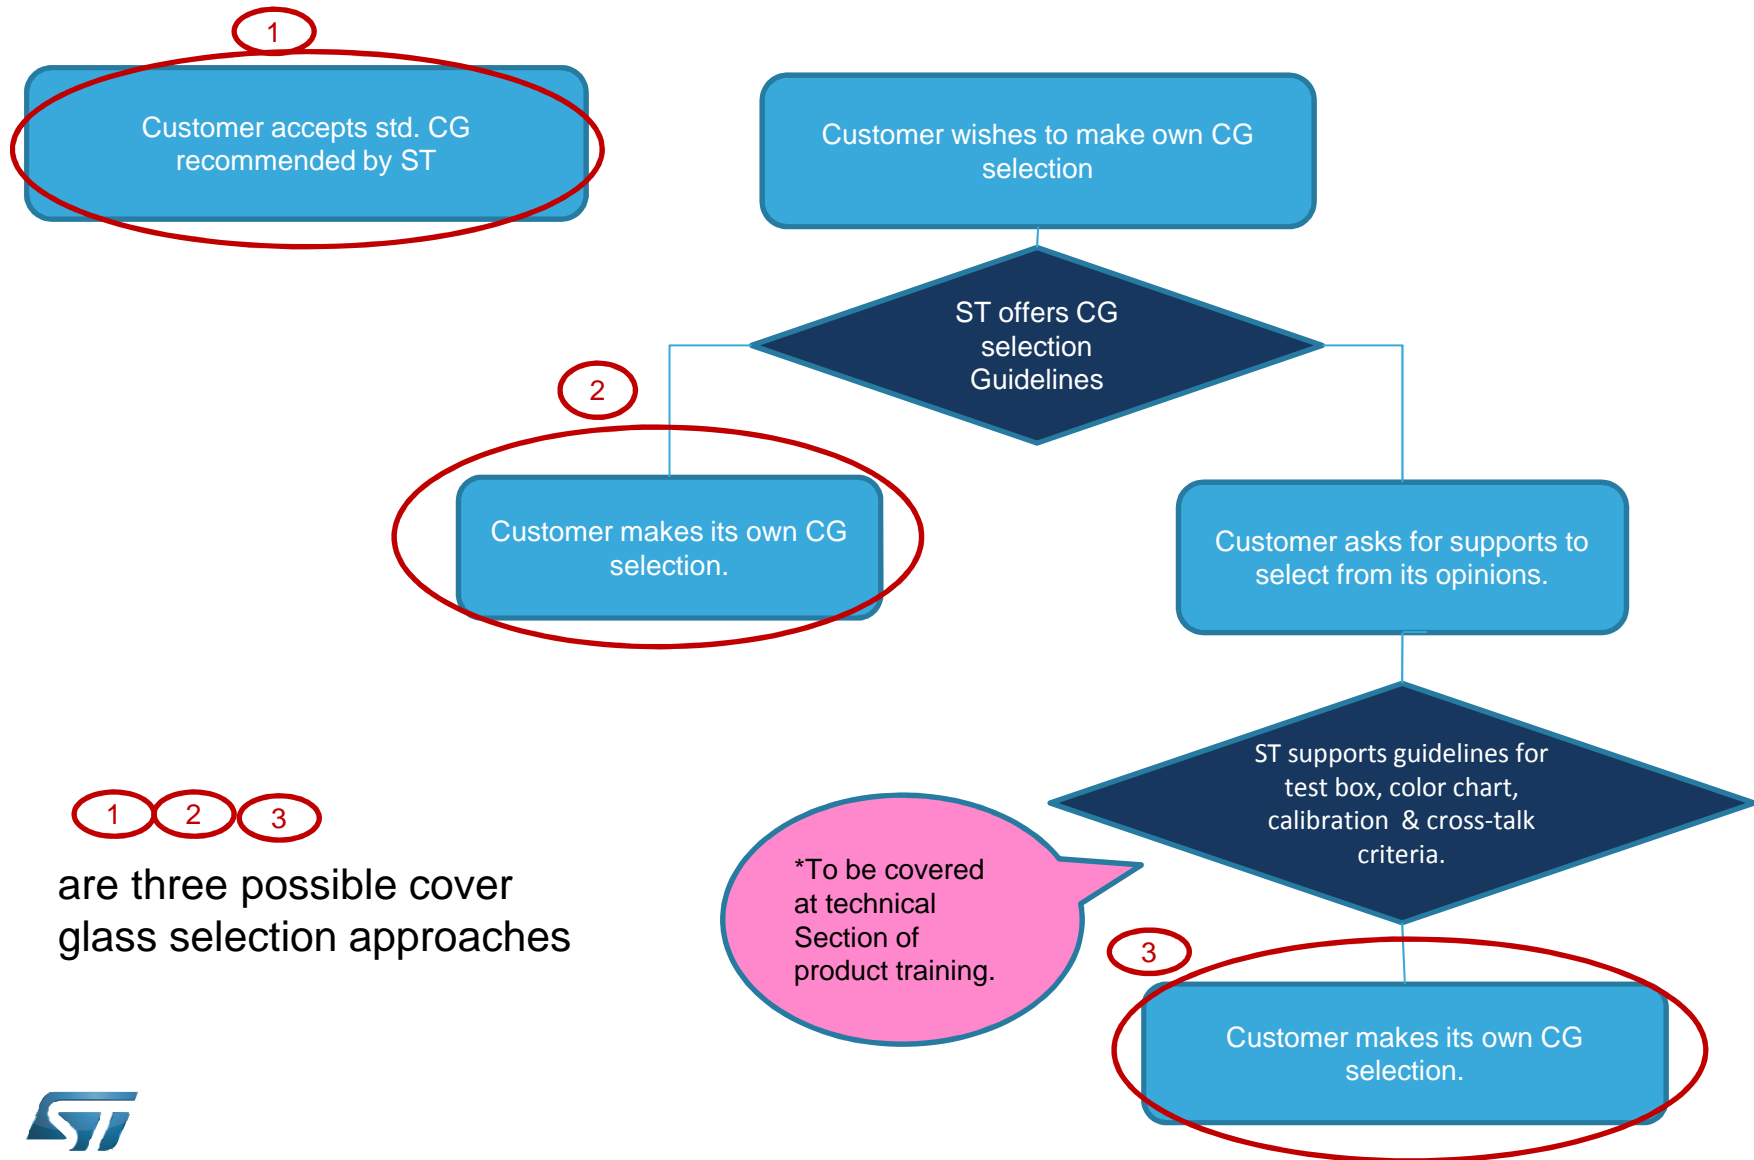 1
Customer accepts std. CG
recommended by ST
Customer wishes to make own CG
selection
ST offers CG
selection
Guidelines
2
Customer makes its own CG
selection.
Customer asks for supports to
select from its opinions.
ST supports guidelines for
test box, color chart,
calibration & cross-talk
criteria.
1 2 3
are three possible cover
glass selection approaches
*To be covered
at technical
Section of
product training.
3
Customer makes its own CG
selection.
ST